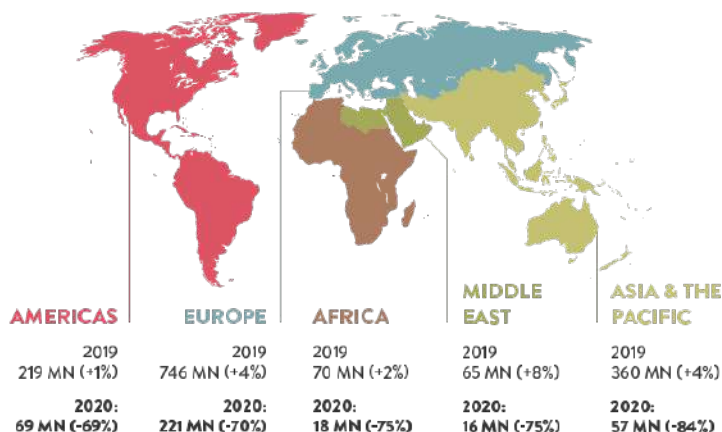 AMERICAS
2019
219 MN (+1%)
2020:
69 MN (-69%)
EUROPE
2019
746 MN (+4%)
2020:
221 MN (-70%)
AFRICA
2019
70 MN (+2%)
2020:
18 MN (-75%)
MIDDLE
EAST
2019
65 MN (+8%)
2020:
16 MN (-75%)
ASIA & THE
PACIFIC
2019
360 MN (+4%)
2020:
57 MN (-84%)